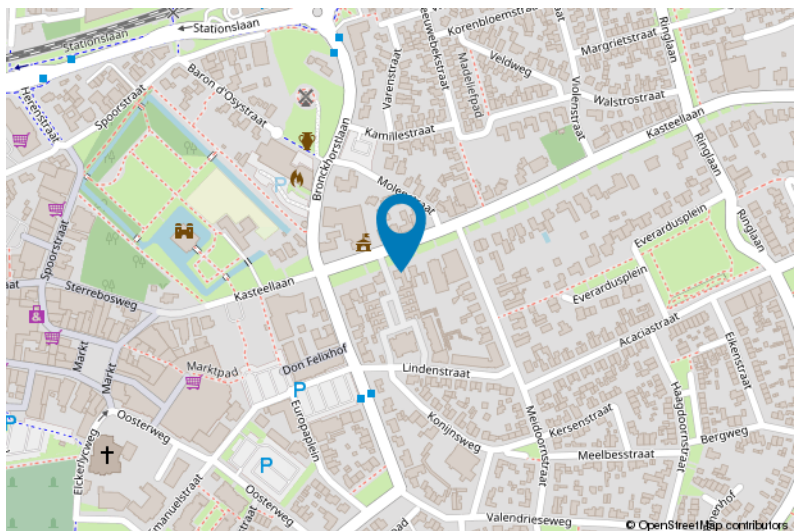 Stationslaan
Stationslaan
Korenbloemstraat
Margrietstraat
Ringlaan
Veldweg
Madeliefpad
Varenstraat
Violenstraat
Walstrostraat
Baron d'Osystraat
Herenstraat
Spoorstraat
Kamillestraat
Kasteellaan
Ringlaan
Bronckhorstlaan
P
Molenstraat
Ringlaan
Everardusplein
Spoorstraat
Sterrebosweg
Kasteellaan
Everardusplein
Acaciastraat
Markt
Markt
Marktpad
Don Felixhof
Lindenstraat
Eikenstraat
P
P
Oosterweg
Europaplein
Konijnsweg
Meidoornstraat
Kersenstraat
Haagdoornstraat
Bergweg
Meelbesstraat
P
Oosterweg
Valendrieseweg
© OpenStreetMap contributors